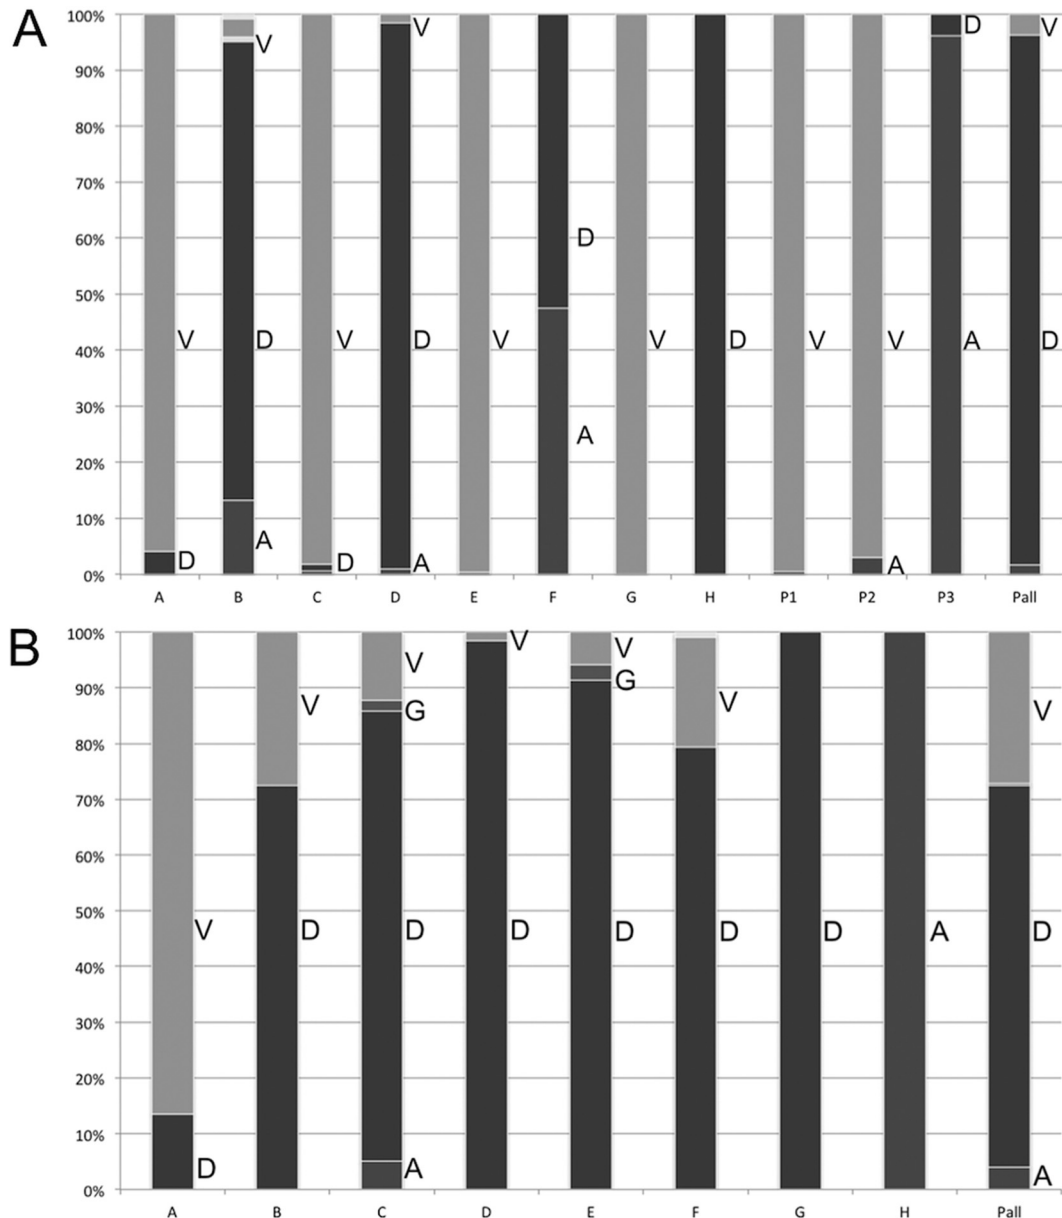 A
100%
90%
80%
70%
60%
50%
40%
30%
20%
10%
0%
V D
V D A
V D
V D A
V
D A
V
D
V
V A
D A
V D
A B C D E F G H P1 P2 P3 Pall
B
100%
90%
80%
70%
60%
50%
40%
30%
20%
10%
0%
V D
V D
V G D A
V D
V G D
V D
D
A
V D A
A B C D E F G H Pall